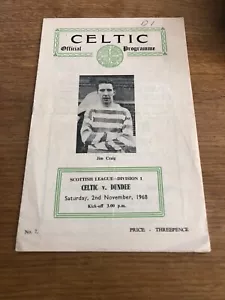 CELTIC
Official Programme
Jim Craig
SCOTTISH LEAGUE—DIVISION 1
CELTIC v. DUNDEE
Saturday, 2nd November, 1968
Kick-off 3.00 p.m.
No. 7.
PRICE - THREEPENCE